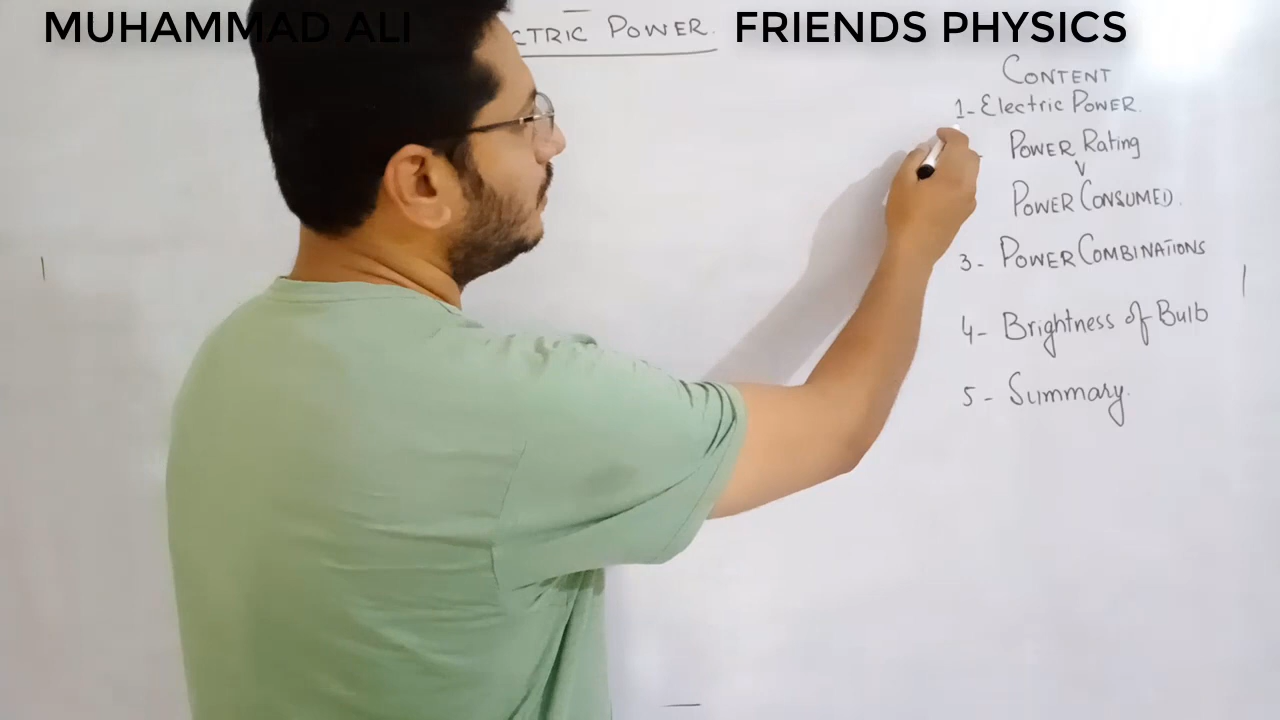 MUHAMMAD ALI FRIENDS PHYSICS
CTRIC POWER.
CONTENT
1- Electric POWER.
POWER Rating
POWER CONSUMED.
3- POWER COMBINATIONS
4- Brightness of Bulb
5- Summary.